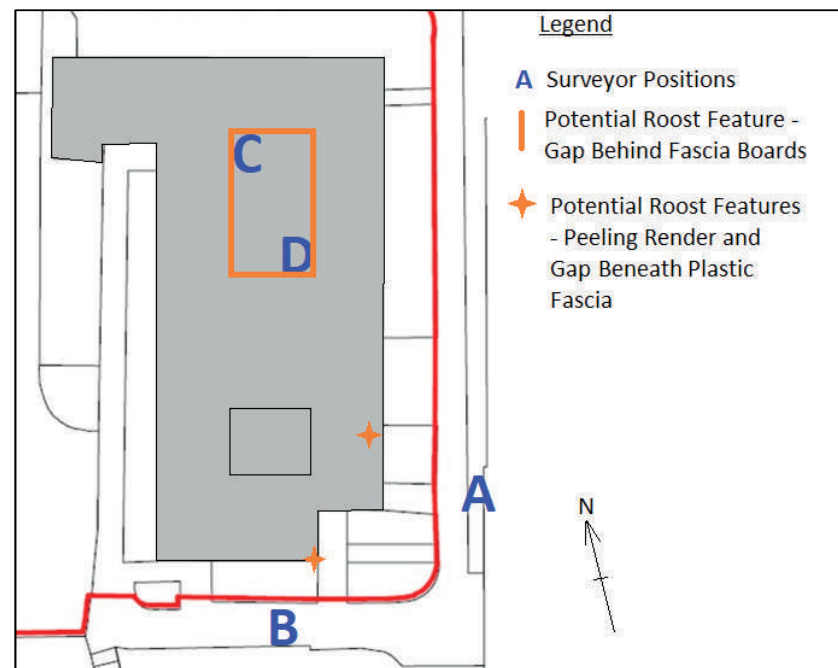 Legend
A Surveyor Positions
Potential Roost Feature -
Gap Behind Fascia Boards
Potential Roost Features
- Peeling Render and
Gap Beneath Plastic
Fascia
C
D
A
N
B